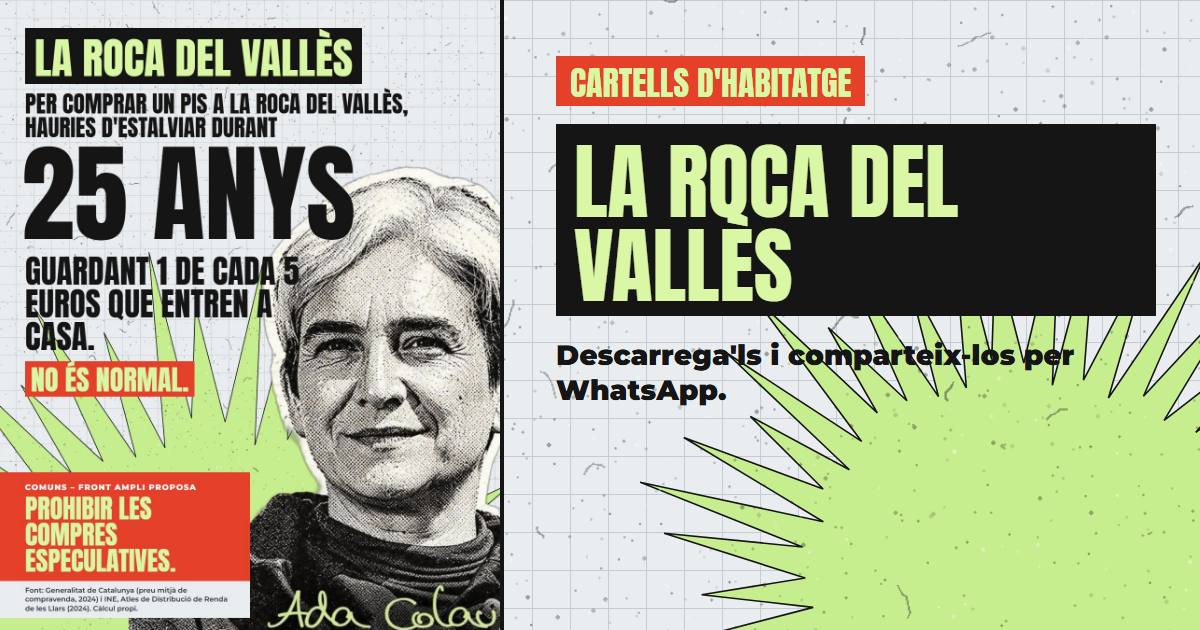 LA ROCA DEL VALLÈS
PER COMPRAR UN PIS A LA ROCA DEL VALLÈS,
HAURIES D'ESTALVIAR DURANT
25 ANYS
GUARDANT 1 DE CADA 5
EUROS QUE ENTREN A
CASA.
NO ÉS NORMAL.
COMUNS – FRONT AMPLI PROPOSA
PROHIBIR LES
COMPRES
ESPECULATIVES.
Font: Generalitat de Catalunya (preu mitjà de
compravenda, 2024) i INE, Atles de Distribució de Renda
de les Llars (2024). Càlcul propi.
Ada Colau
CARTELLS D'HABITATGE
LA ROCA DEL
VALLÈS
Descarrega'ls i comparteix-los per
WhatsApp.